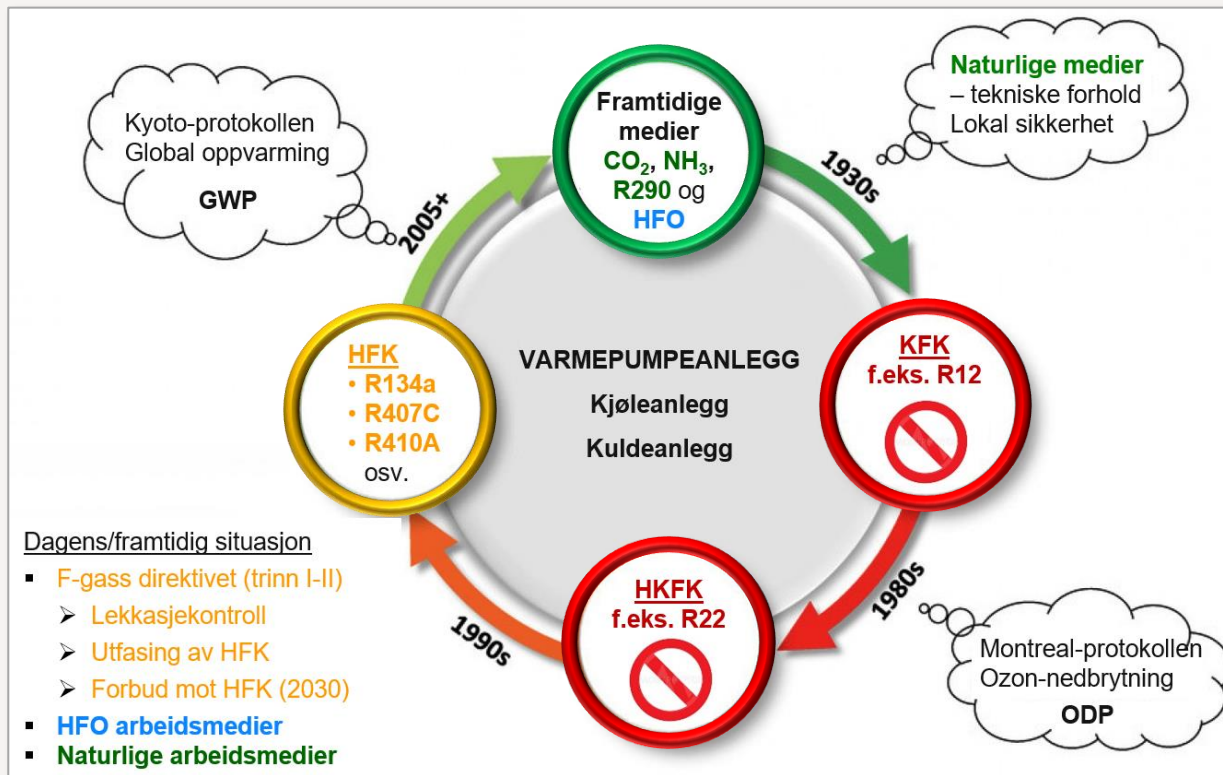 Kyoto-protokollen
Global oppvarming
GWP
Framtidige
medier
CO₂, NH₃,
R290 og
HFO
Naturlige medier
– tekniske forhold
Lokal sikkerhet
2005+
1930s
HFK
• R134a
• R407C
• R410A
osv.
VARMEPUMPEANLEGG
Kjøleanlegg
Kuldeanlegg
KFK
f.eks. R12
1990s
HKFK
f.eks. R22
1980s
Montreal-protokollen
Ozon-nedbrytning
ODP
Dagens/framtidig situasjon
▪ F-gass direktivet (trinn I-II)
➢ Lekkasjekontroll
➢ Utfasing av HFK
➢ Forbud mot HFK (2030)
▪ HFO arbeidsmedier
▪ Naturlige arbeidsmedier